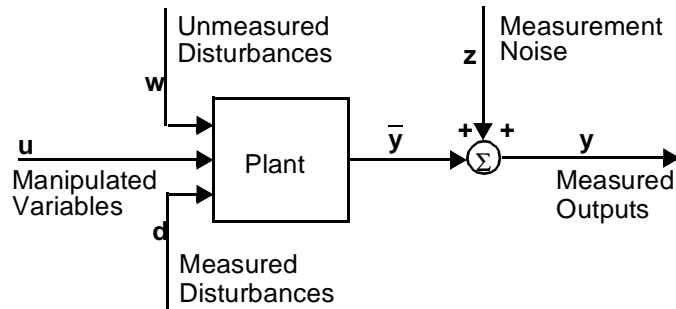 Unmeasured
Disturbances
w
Measurement
Noise
z
u
Manipulated
Variables
Plant
y̅
+ +
Σ
y
Measured
Outputs
d
Measured
Disturbances